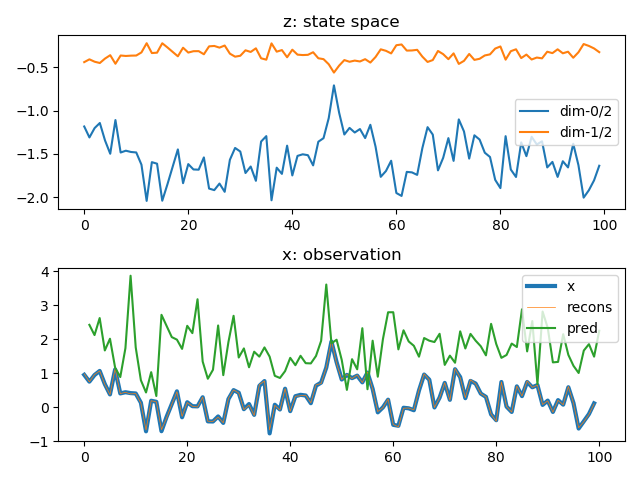 z: state space
−0.5
−1.0
−1.5
−2.0
dim-0/2
dim-1/2
0 20 40 60 80 100
x: observation
4
3
2
1
0
−1
x
recons
pred
0 20 40 60 80 100